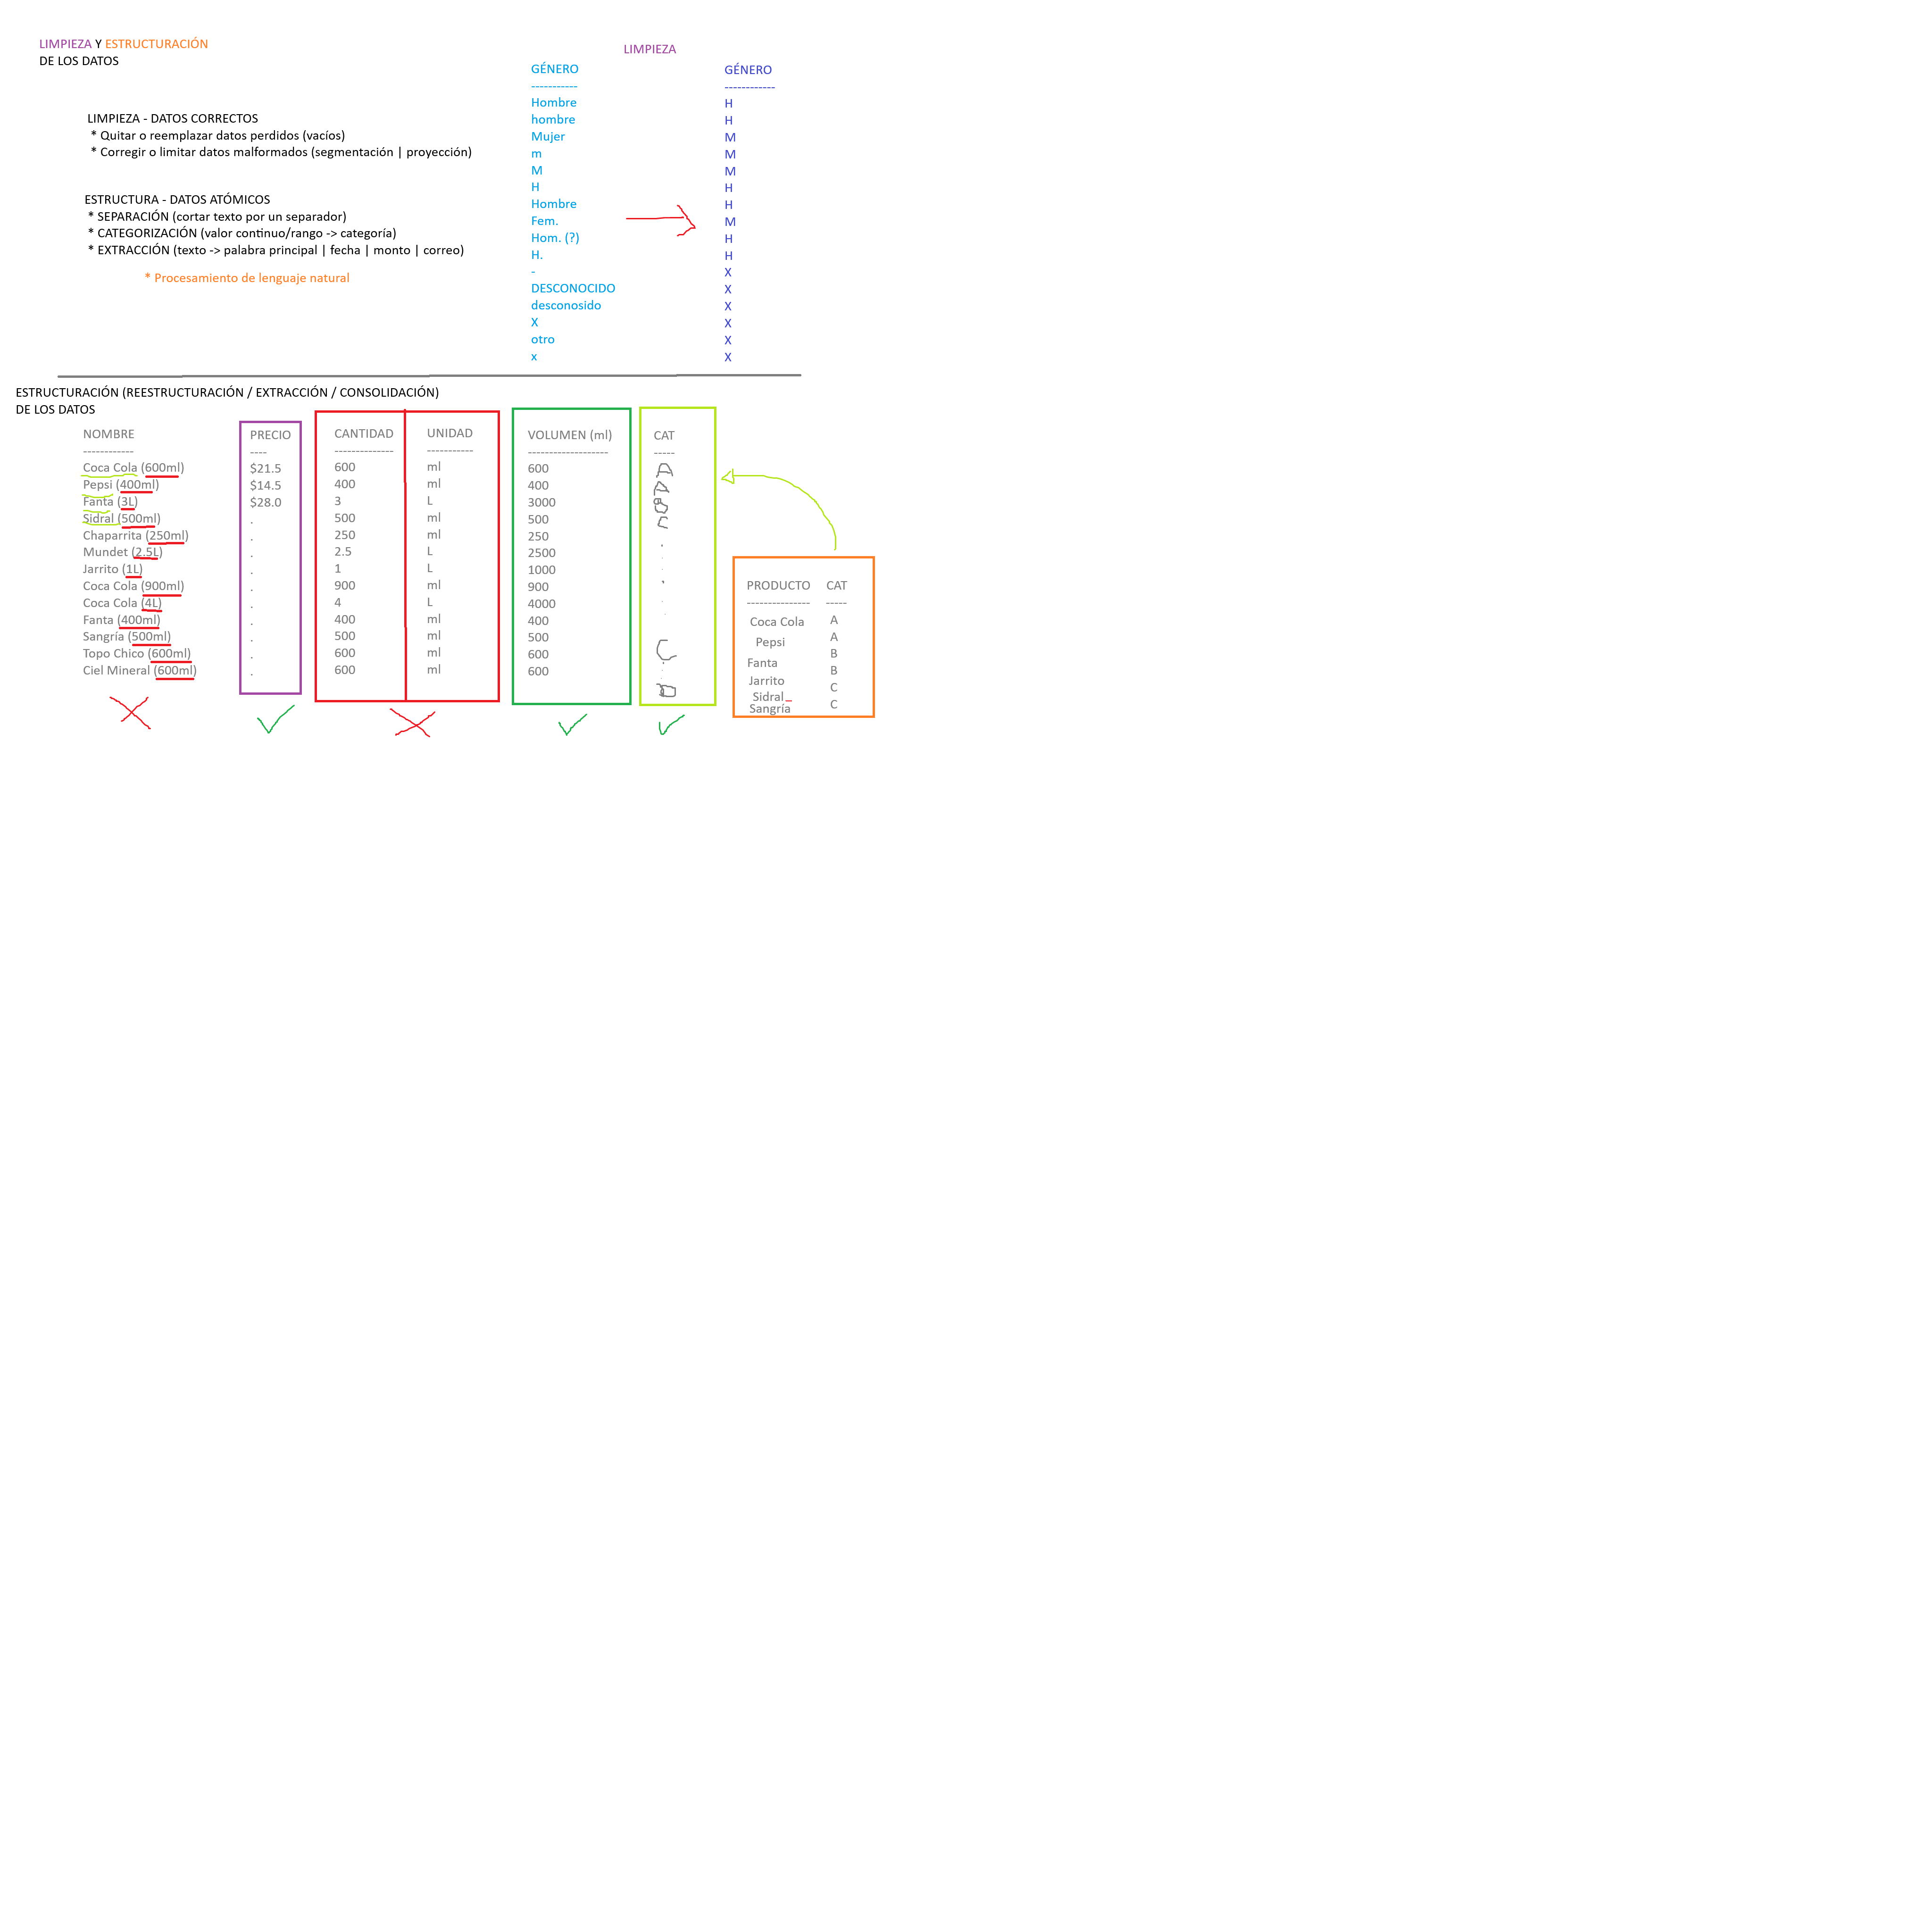 LIMPIEZA Y ESTRUCTURACIÓN
DE LOS DATOS
LIMPIEZA - DATOS CORRECTOS
* Quitar o reemplazar datos perdidos (vacíos)
* Corregir o limitar datos malformados (segmentación | proyección)
ESTRUCTURA - DATOS ATÓMICOS
* SEPARACIÓN (cortar texto por un separador)
* CATEGORIZACIÓN (valor continuo/rango -> categoría)
* EXTRACCIÓN (texto -> palabra principal | fecha | monto | correo)
* Procesamiento de lenguaje natural
LIMPIEZA
GÉNERO
-----------
Hombre
hombre
Mujer
m
M
H
Hombre
Fem.
Hom. (?)
H.
-
DESCONOCIDO
desconosido
X
otro
x
GÉNERO
------------
H
H
M
M
M
H
H
M
H
H
X
X
X
X
X
X
ESTRUCTURACIÓN (REESTRUCTURACIÓN / EXTRACCIÓN / CONSOLIDACIÓN)
DE LOS DATOS
NOMBRE
------------
Coca Cola (600ml)
Pepsi (400ml)
Fanta (3L)
Sidral (500ml)
Chaparrita (250ml)
Mundet (2.5L)
Jarrito (1L)
Coca Cola (900ml)
Coca Cola (4L)
Fanta (400ml)
Sangría (500ml)
Topo Chico (600ml)
Ciel Mineral (600ml)
PRECIO
----
$21.5
$14.5
$28.0
.
.
.
.
.
.
.
.
.
.
CANTIDAD
--------------
600
400
3
500
250
2.5
1
900
4
400
500
600
600
UNIDAD
-----------
ml
ml
L
ml
ml
L
L
ml
L
ml
ml
ml
ml
VOLUMEN (ml)
-------------------
600
400
3000
500
250
2500
1000
900
4000
400
500
600
600
CAT
-----
A
A
B
C
C
PRODUCTO CAT
--------------- -----
Coca Cola A
Pepsi A
Fanta B
Jarrito B
Sidral C
Sangría C